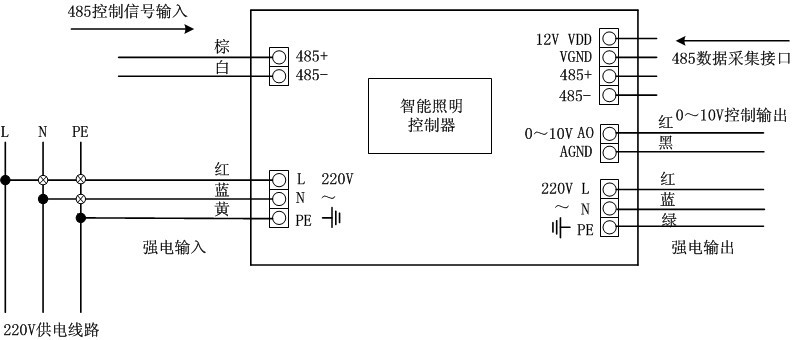 485控制信号输入
棕
485+
白
485-
L
N
PE
红
L
220V
蓝
N
~
黄
PE
强电输入
220V供电线路
智能照明
控制器
12V VDD
VGND
485+
485-
485数据采集接口
0～10V控制输出
0～10V AO
红
AGND
黑
220V L
红
~
N
蓝
PE
绿
强电输出